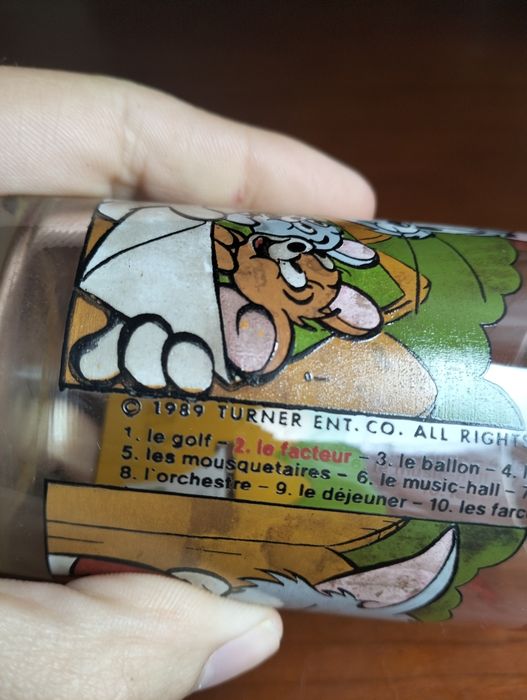 © 1989 TURNER ENT. CO. ALL RIGHTS
1. le golf - 2. le facteur - 3. le ballon - 4.
5. les mousquetaires - 6. le music-hall - 7
8. l'orchestre - 9. le déjeuner - 10. les